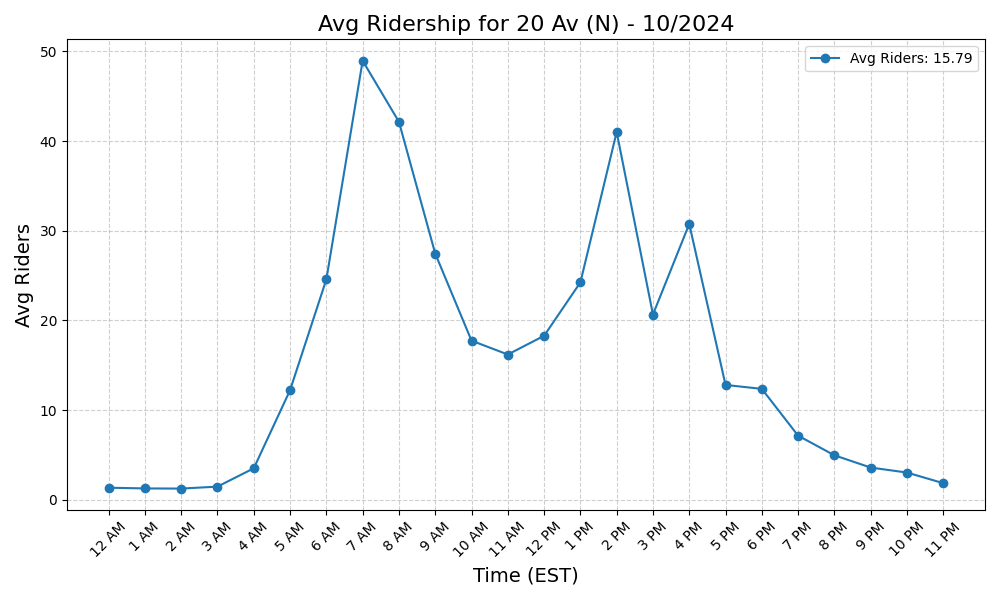 Avg Ridership for 20 Av (N) - 10/2024
Avg Riders: 15.79
Avg Riders
50
40
30
20
10
0
12 AM
1 AM
2 AM
3 AM
4 AM
5 AM
6 AM
7 AM
8 AM
9 AM
10 AM
11 AM
12 PM
1 PM
2 PM
3 PM
4 PM
5 PM
6 PM
7 PM
8 PM
9 PM
10 PM
11 PM
Time (EST)